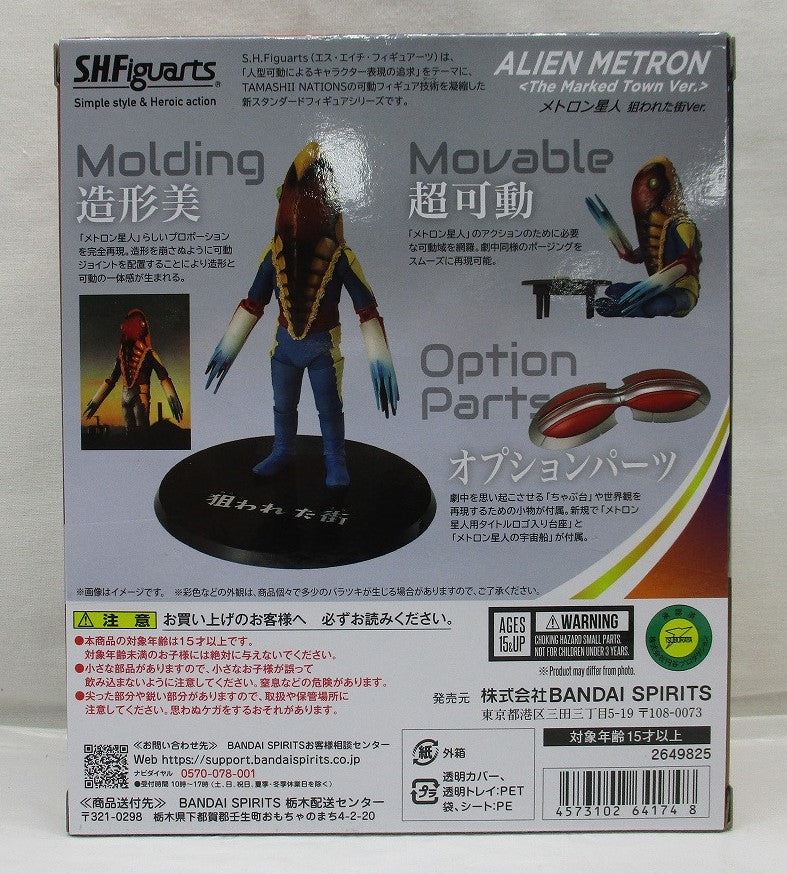 S.H.Figuarts
Simple style & Heroic action
S.H.Figuarts(エス・エイチ・フィギュアーツ)は、
「人型可動によるキャラクター表現の追求」をテーマに、
TAMASHII NATIONSの可動フィギュア技術を凝縮した
新スタンダードフィギュアシリーズです。
ALIEN METRON
<The Marked Town Ver.>
メトロン星人 狙われた街Ver.
Molding
造形美
「メトロン星人」らしいプロポーション
を完全再現。造形を崩さぬように可動
ジョイントを配置することにより造形と
可動の一体感が生まれる。
Movable
超可動
「メトロン星人」のアクションのために必要
な可動域を網羅。劇中同様のポージングを
スムーズに再現可能。
Option
Parts
オプションパーツ
劇中を思い起こさせる「ちゃぶ台」や世界観を
再現するための小物が付属。新規で「メトロン
星人用タイトルロゴ入り台座」と
「メトロン星人の宇宙船」が付属。
狙われた街
※画像はイメージです。 ※彩色などの外観は、商品個々で多少のバラツキが生じる場合がありますので、ご了承ください。
注意 お買い上げのお客様へ 必ずお読みください。
●本商品の対象年齢は15才以上です。
対象年齢未満のお子様には絶対に与えないでください。
●小さな部品がありますので、小さなお子様が誤って
飲み込まないように注意してください。窒息などの危険があります。
●尖った部分や鋭い部分がありますので、取扱や保管場所に
注意してください。思わぬケガをするおそれがあります。
AGES
15&UP
WARNING
CHOKING HAZARD SMALL PARTS.
NOT FOR CHILDREN UNDER 3 YEARS.
※Product may differ from photo.
発売元 株式会社BANDAI SPIRITS
東京都港区三田三丁目5-19 〒108-0073
対象年齢15才以上
2649825
≪お問い合わせ先≫ BANDAI SPIRITSお客様相談センター
Web https://support.bandaispirits.co.jp
ナビダイヤル 0570-078-001
●受付時間 10時～17時(土、日、祝日、夏季・冬季休業日を除く)
≪商品送付先≫ BANDAI SPIRITS 栃木配送センター
〒321-0298 栃木県下都賀郡壬生町おもちゃのまち4-2-20
紙 外箱
プラ 透明カバー、
透明トレイ:PET
袋、シート:PE
4573102 64174 8